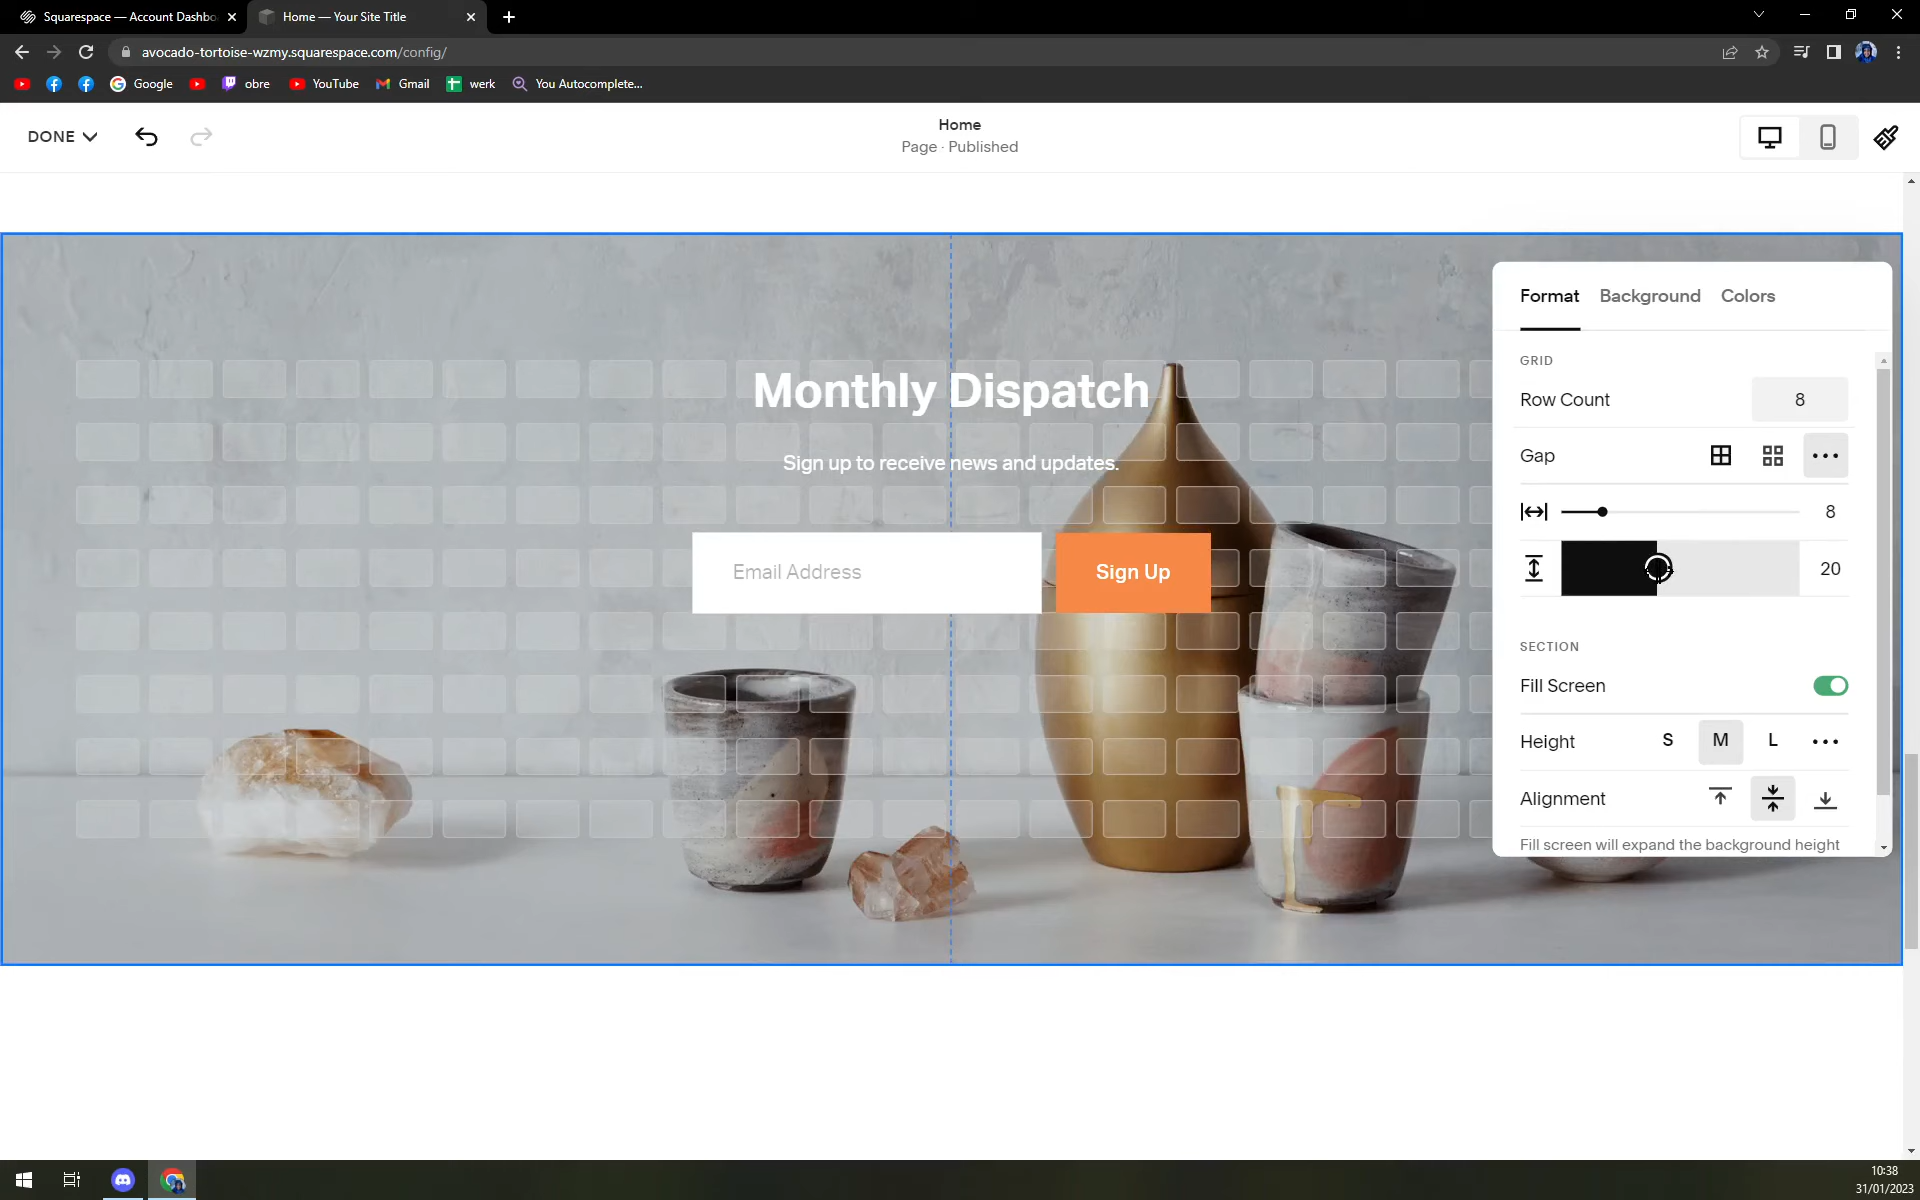 Squarespace — Account Dashbo
Home — Your Site Title
avocado-tortoise-wzmy.squarespace.com/config/
Google
obre
YouTube
Gmail
werk
You Autocomplete...
DONE
Home
Page · Published
Monthly Dispatch
Sign up to receive news and updates.
Email Address
Sign Up
Format
Background
Colors
GRID
Row Count
8
Gap
8
20
SECTION
Fill Screen
Height
S
M
L
Alignment
Fill screen will expand the background height
10:38
31/01/2023